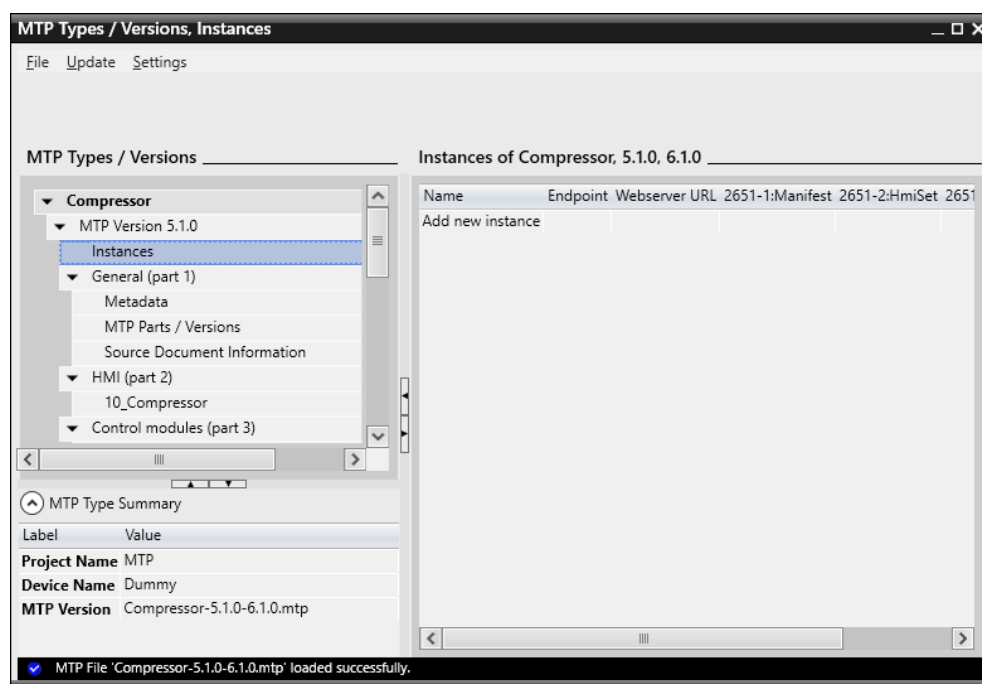 MTP Types / Versions, Instances
File Update Settings
MTP Types / Versions
Compressor
MTP Version 5.1.0
Instances
General (part 1)
Metadata
MTP Parts / Versions
Source Document Information
HMI (part 2)
10_Compressor
Control modules (part 3)
MTP Type Summary
Label Value
Project Name MTP
Device Name Dummy
MTP Version Compressor-5.1.0-6.1.0.mtp
Instances of Compressor, 5.1.0, 6.1.0
Name Endpoint Webserver URL 2651-1:Manifest 2651-2:HmiSet 2651
Add new instance
MTP File 'Compressor-5.1.0-6.1.0.mtp' loaded successfully.